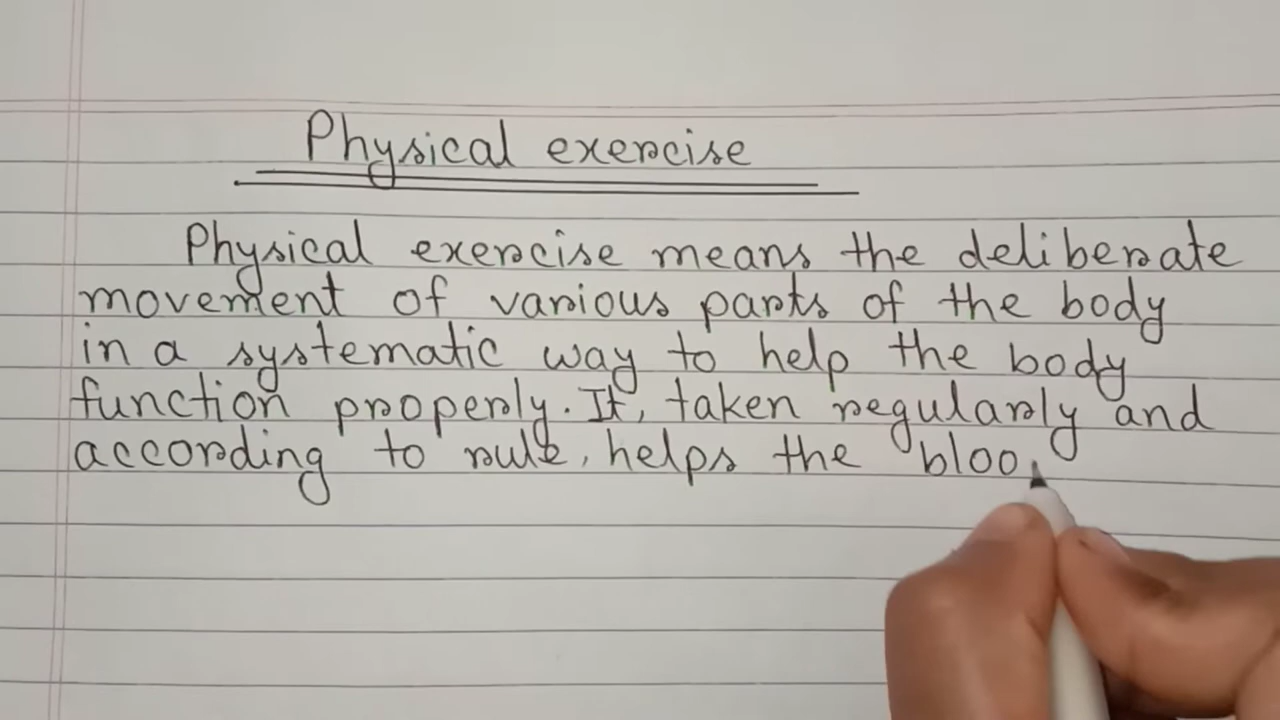 Physical exercise
Physical exercise means the deliberate
movement of various parts of the body
in a systematic way to help the body
function properly. It, taken regularly and
according to rule, helps the bloo